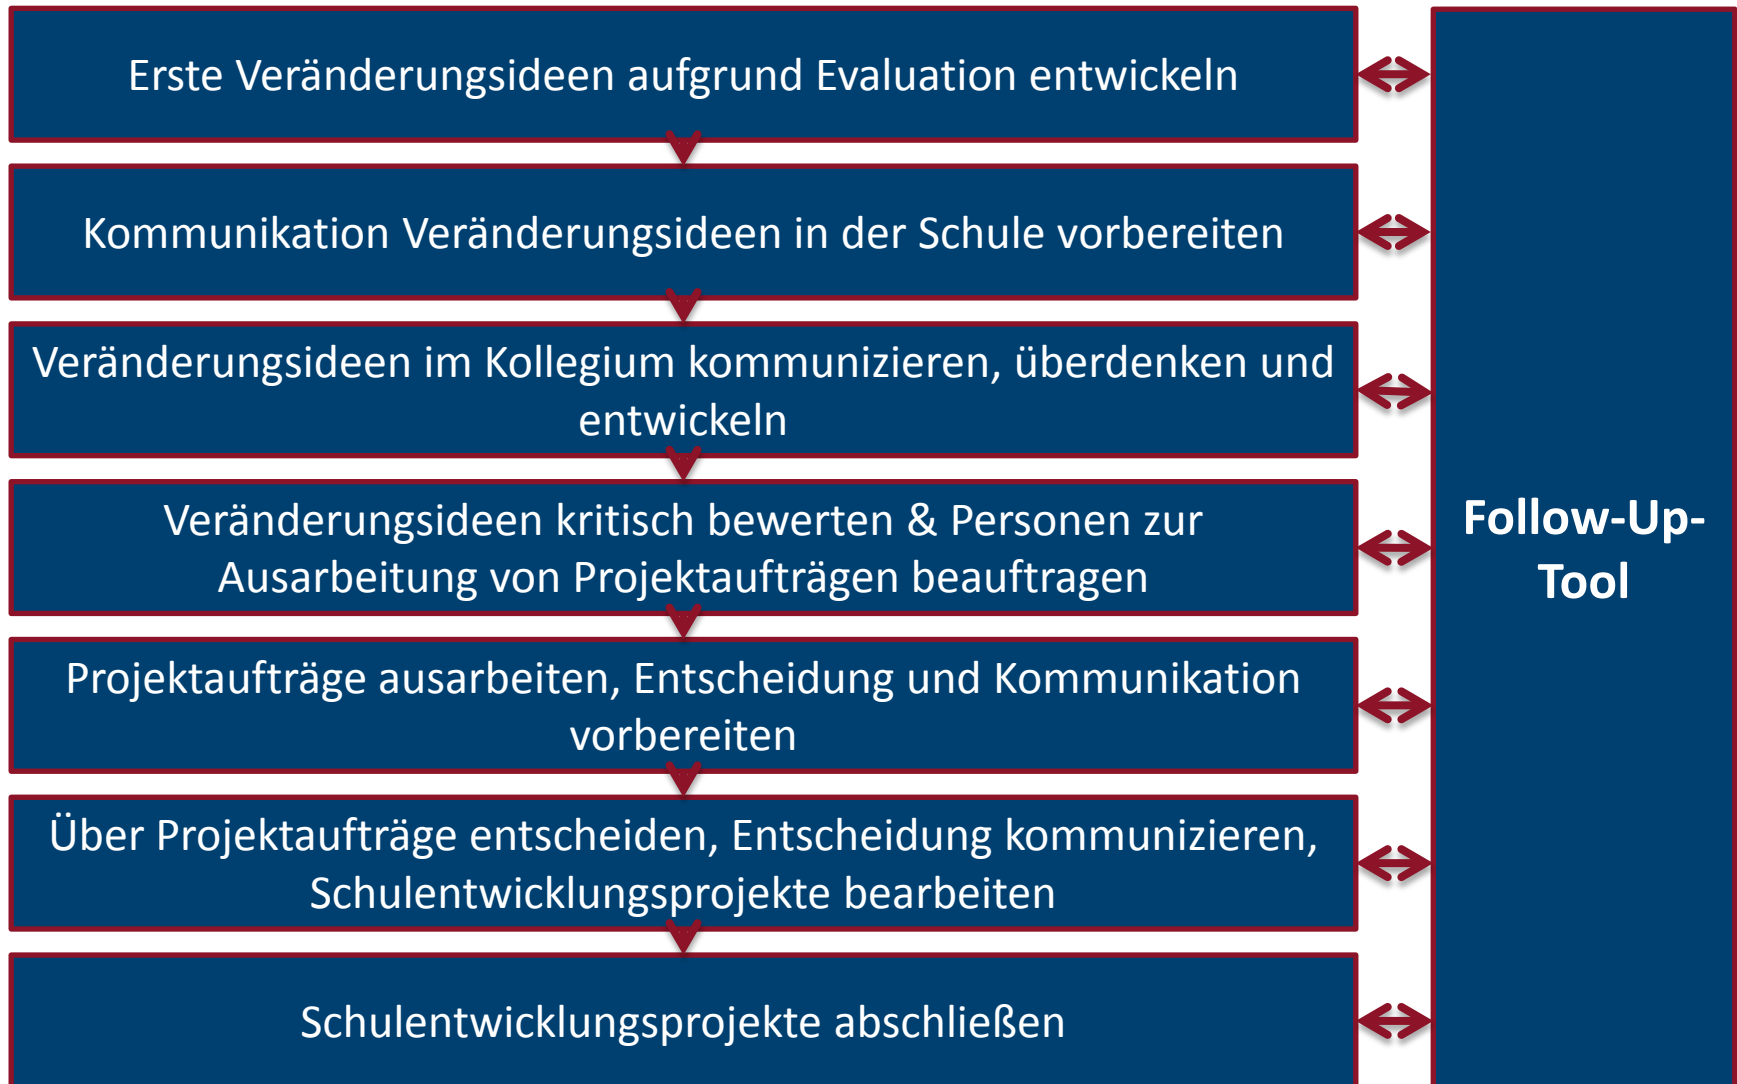 Erste Veränderungsideen aufgrund Evaluation entwickeln
Kommunikation Veränderungsideen in der Schule vorbereiten
Veränderungsideen im Kollegium kommunizieren, überdenken und
entwickeln
Veränderungsideen kritisch bewerten & Personen zur
Ausarbeitung von Projektaufträgen beauftragen
Projektaufträge ausarbeiten, Entscheidung und Kommunikation
vorbereiten
Über Projektaufträge entscheiden, Entscheidung kommunizieren,
Schulentwicklungsprojekte bearbeiten
Schulentwicklungsprojekte abschließen
Follow-Up-
Tool